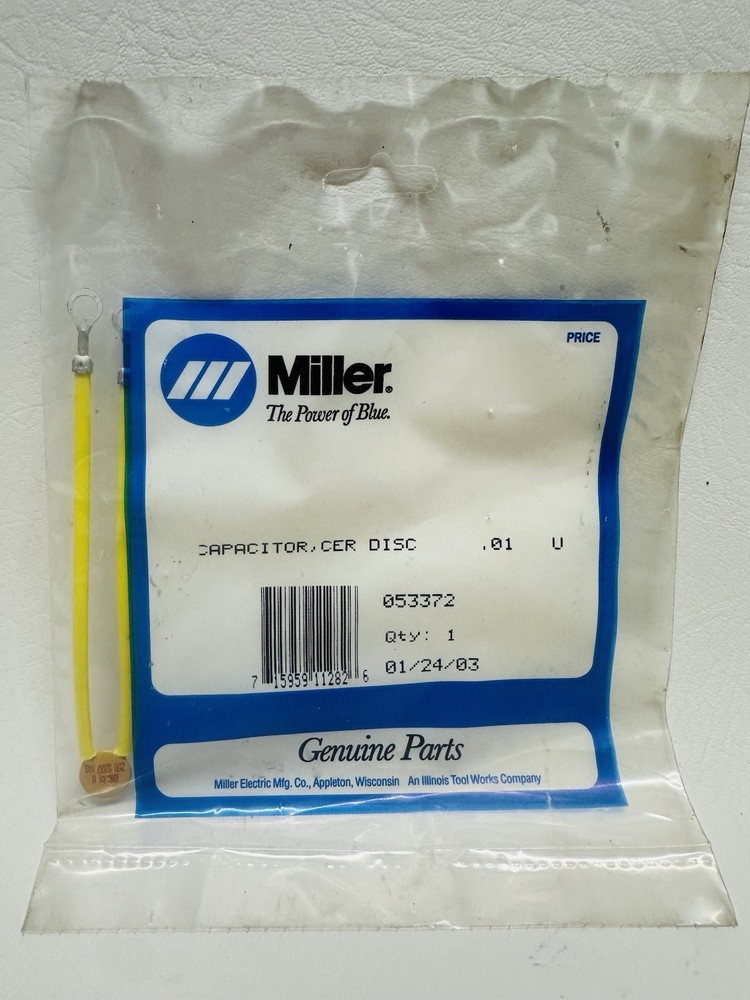 PRICE
Miller®
The Power of Blue.
CAPACITOR,CER DISC .01 U
053372
Qty: 1
01/24/03
7 15959 11282 6
Genuine Parts
Miller Electric Mfg. Co., Appleton, Wisconsin An Illinois Tool Works Company